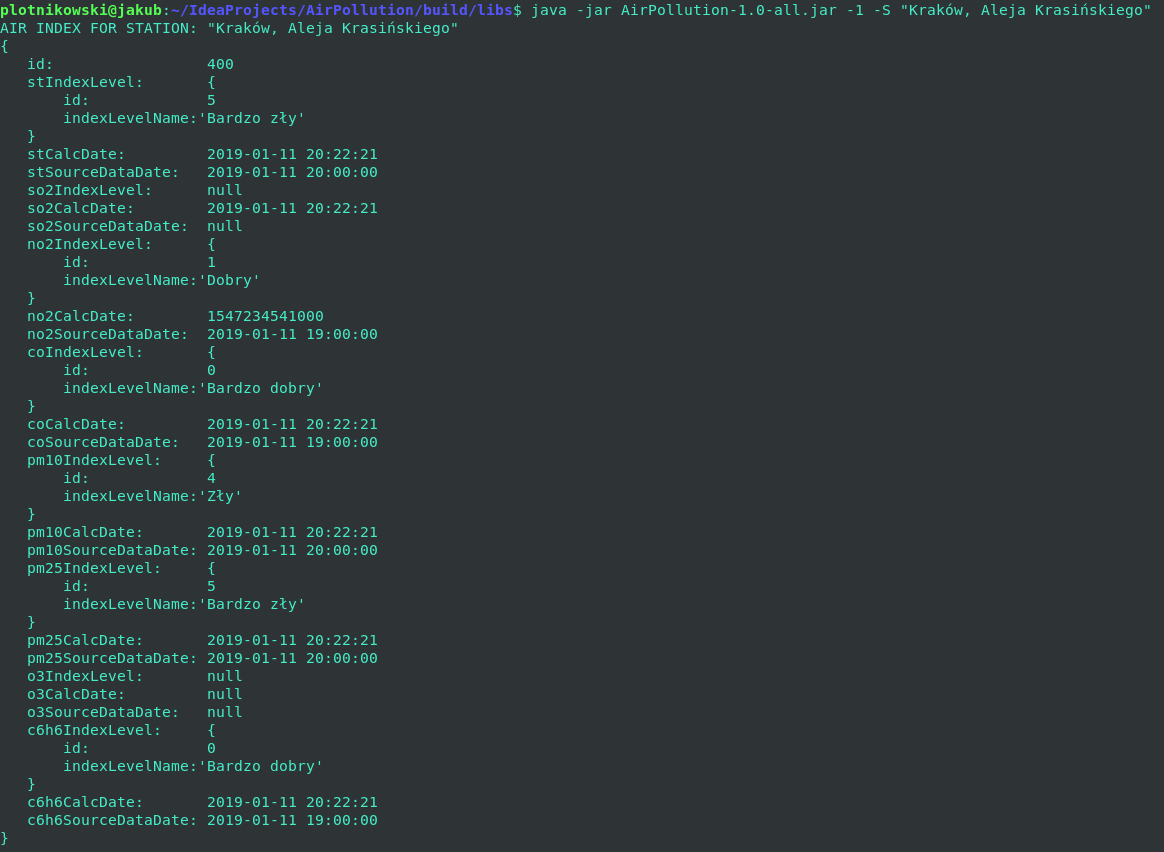 plotnikowski@jakub:~/IdeaProjects/AirPollution/build/libs$ java -jar AirPollution-1.0-all.jar -1 -S "Kraków, Aleja Krasińskiego"
AIR INDEX FOR STATION: "Kraków, Aleja Krasińskiego"
{
   id:                 400
   stIndexLevel:       {
       id:             5
       indexLevelName:'Bardzo zły'
   }
   stCalcDate:         2019-01-11 20:22:21
   stSourceDataDate:   2019-01-11 20:00:00
   so2IndexLevel:      null
   so2CalcDate:        2019-01-11 20:22:21
   so2SourceDataDate:  null
   no2IndexLevel:      {
       id:             1
       indexLevelName:'Dobry'
   }
   no2CalcDate:        1547234541000
   no2SourceDataDate:  2019-01-11 19:00:00
   coIndexLevel:       {
       id:             0
       indexLevelName:'Bardzo dobry'
   }
   coCalcDate:         2019-01-11 20:22:21
   coSourceDataDate:   2019-01-11 19:00:00
   pm10IndexLevel:     {
       id:             4
       indexLevelName:'Zły'
   }
   pm10CalcDate:       2019-01-11 20:22:21
   pm10SourceDataDate: 2019-01-11 20:00:00
   pm25IndexLevel:     {
       id:             5
       indexLevelName:'Bardzo zły'
   }
   pm25CalcDate:       2019-01-11 20:22:21
   pm25SourceDataDate: 2019-01-11 20:00:00
   o3IndexLevel:       null
   o3CalcDate:         null
   o3SourceDataDate:   null
   c6h6IndexLevel:     {
       id:             0
       indexLevelName:'Bardzo dobry'
   }
   c6h6CalcDate:       2019-01-11 20:22:21
   c6h6SourceDataDate: 2019-01-11 19:00:00
}